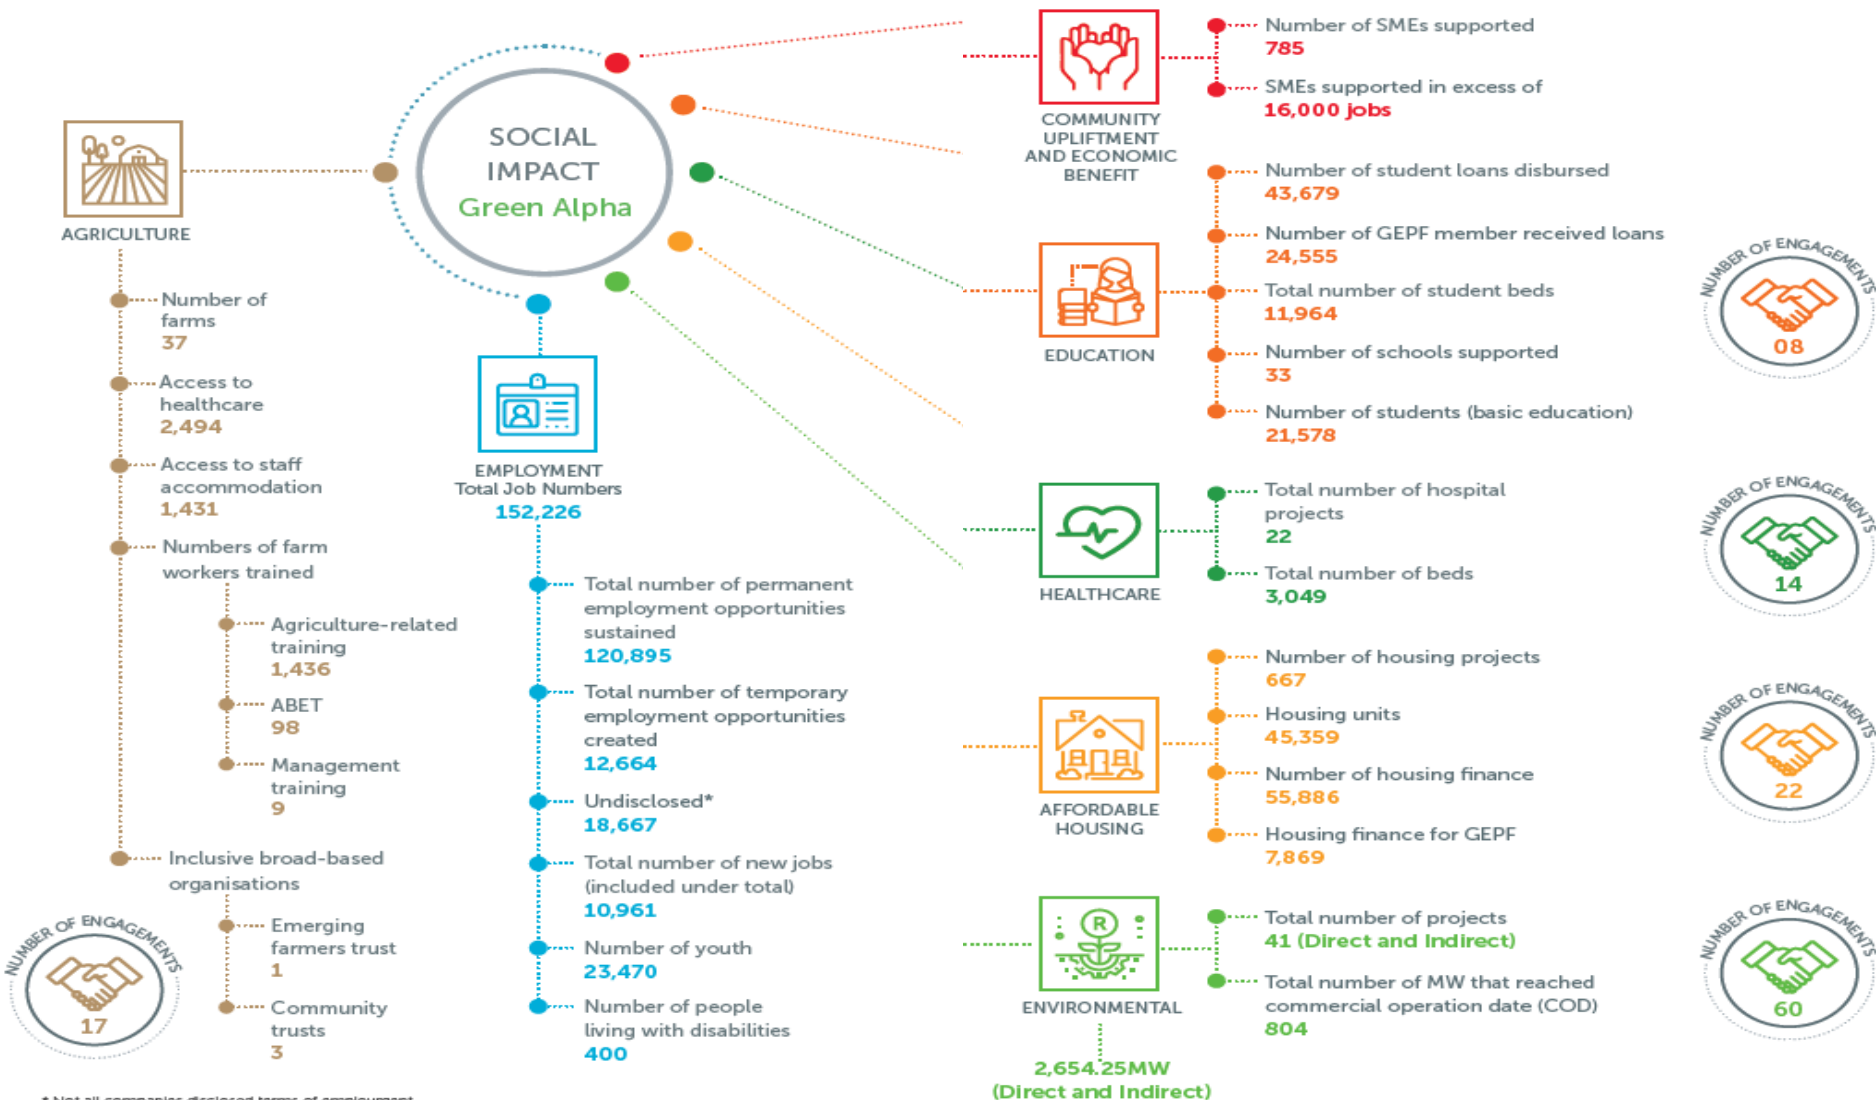 SOCIAL
IMPACT
Green Alpha
AGRICULTURE
Number of
farms
37
Access to
healthcare
2,494
Access to staff
accommodation
1,431
Numbers of farm
workers trained
Agriculture-related
training
1,436
ABET
98
Management
training
9
Inclusive broad-based
organisations
Emerging
farmers trust
1
Community
trusts
3
NUMBER OF ENGAGEMENTS
17
EMPLOYMENT
Total Job Numbers
152,226
Total number of permanent
employment opportunities
sustained
120,895
Total number of temporary
employment opportunities
created
12,664
Undisclosed*
18,667
Total number of new jobs
(included under total)
10,961
Number of youth
23,470
Number of people
living with disabilities
400
COMMUNITY
UPLIFTMENT
AND ECONOMIC
BENEFIT
Number of SMEs supported
785
SMEs supported in excess of
16,000 jobs
EDUCATION
Number of student loans disbursed
43,679
Number of GEPF member received loans
24,555
Total number of student beds
11,964
Number of schools supported
33
Number of students (basic education)
21,578
NUMBER OF ENGAGEMENTS
08
HEALTHCARE
Total number of hospital
projects
22
Total number of beds
3,049
NUMBER OF ENGAGEMENTS
14
AFFORDABLE
HOUSING
Number of housing projects
667
Housing units
45,359
Number of housing finance
55,886
Housing finance for GEPF
7,869
NUMBER OF ENGAGEMENTS
22
R
ENVIRONMENTAL
2,654.25MW
(Direct and Indirect)
Total number of projects
41 (Direct and Indirect)
Total number of MW that reached
commercial operation date (COD)
804
NUMBER OF ENGAGEMENTS
60
* Not all companies disclosed terms of employment